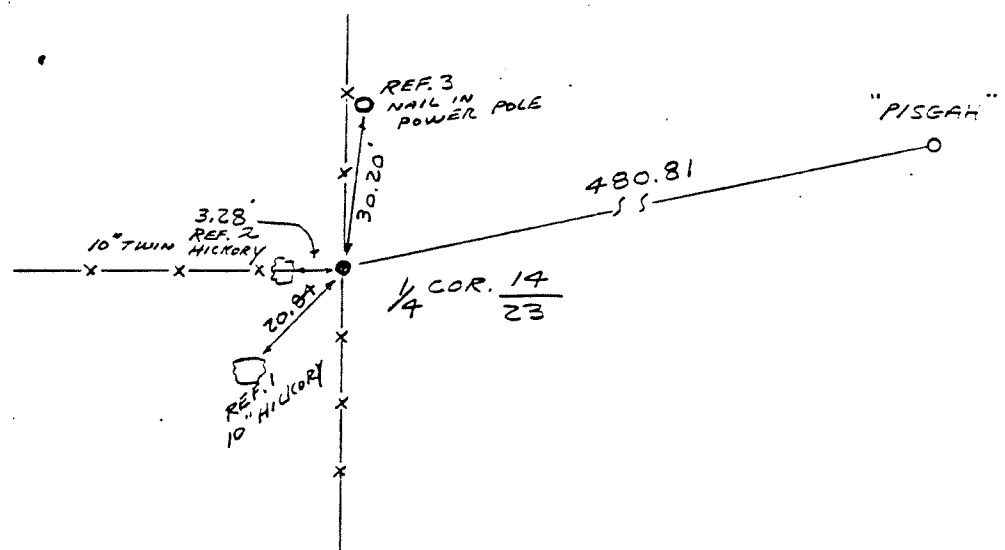 REF. 3
NAIL IN
POWER POLE
"PISGAH"
30.20'
480.81
3.28'
10" TWIN REF. 2
HICKORY
1/4 COR. 14/23
20.84
REF. 1
10" HICKORY